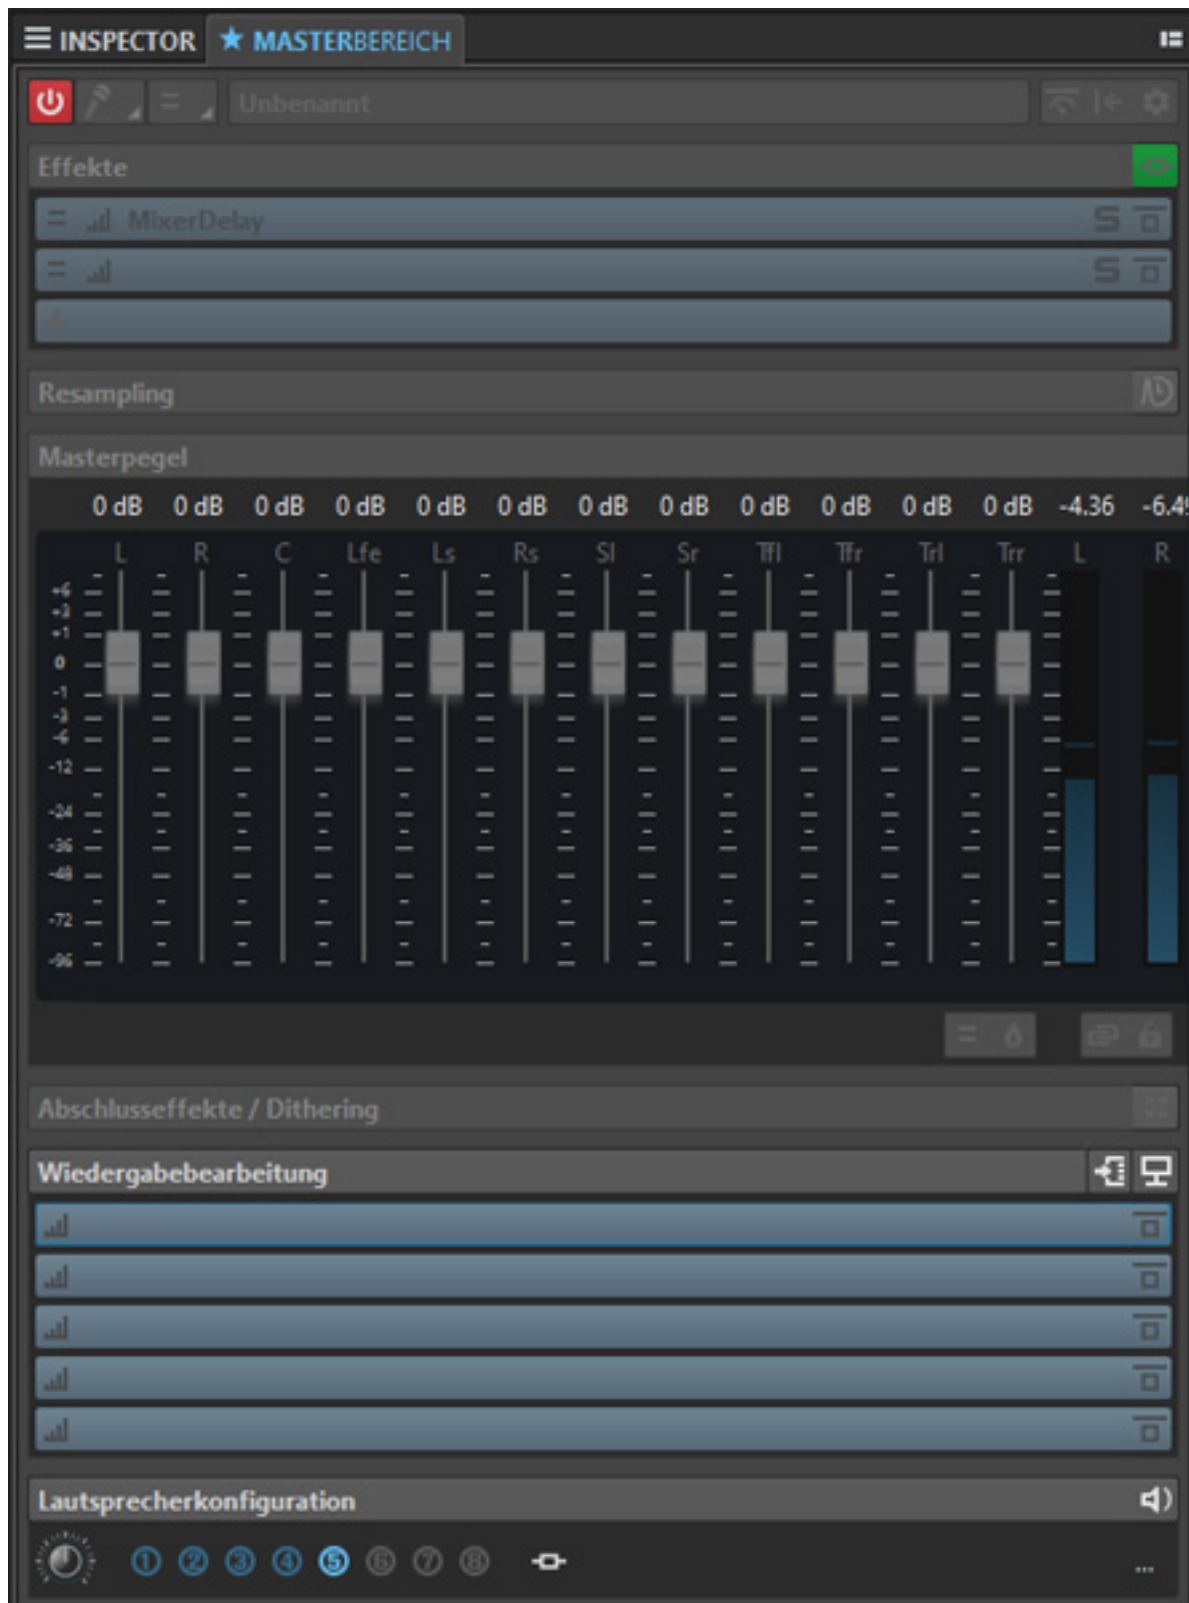 INSPECTOR MASTERBEREICH
Unbenannt
Effekte
MixerDelay S
S
Resampling
Masterpegel
0 dB 0 dB 0 dB 0 dB 0 dB 0 dB 0 dB 0 dB 0 dB 0 dB 0 dB 0 dB -4.36 -6.49
L R C Lfe Ls Rs Sl Sr Tfl Tfr Trl Trr L R
+6
+3
+1
0
-1
-3
-6
-12
-24
-36
-48
-72
-96
Abschlusseffekte / Dithering
Wiedergabebearbeitung
Lautsprecherkonfiguration
1 2 3 4 5 6 7 8 ...